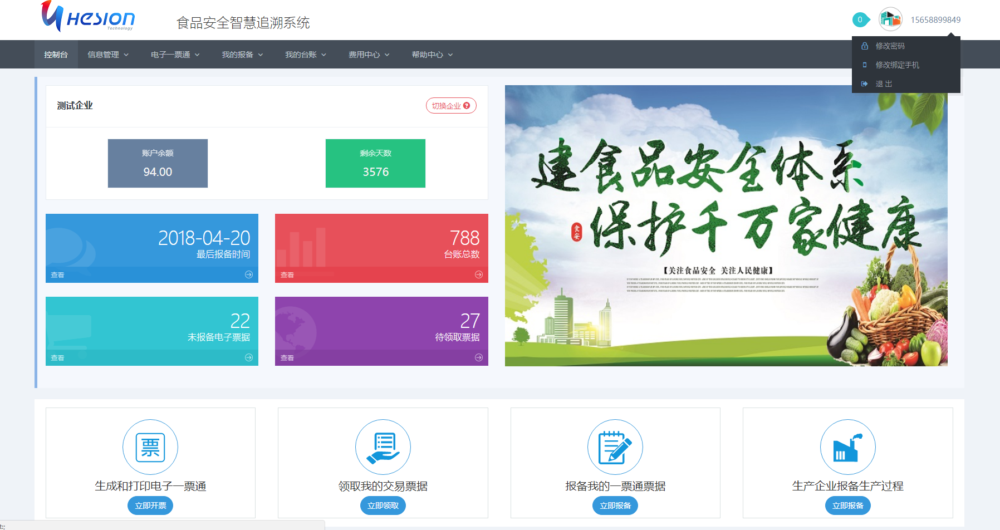 Hesion
Technology
食品安全智慧追溯系统
0
15658899849
修改密码
修改绑定手机
退 出
控制台
信息管理
电子一票通
我的报备
我的台账
费用中心
帮助中心
测试企业
切换企业
账户余额
94.00
剩余天数
3576
2018-04-20
最后报备时间
查看
788
台账总数
查看
22
未报备电子票据
查看
27
待领取票据
查看
建食品安全体系
保护千万家健康
食安
【关注食品安全 关注人民健康】
票
生成和打印电子一票通
立即开票
领取我的交易票据
立即领取
报备我的一票通票据
立即报备
生产企业报备生产过程
立即报备